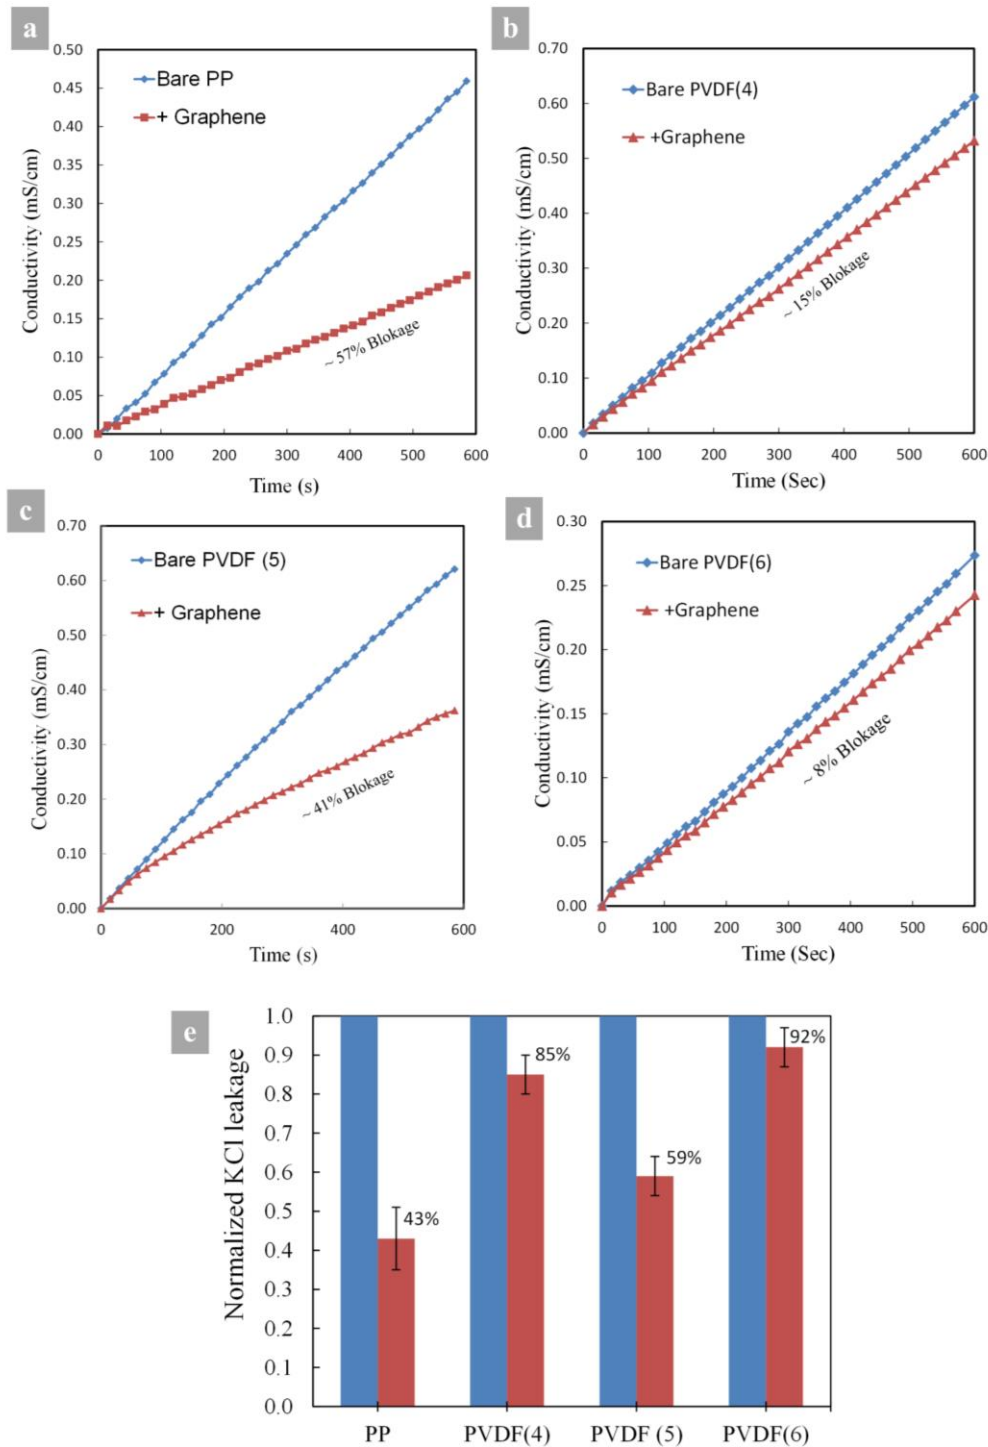 a
0.50
0.45
0.40
0.35
0.30
0.25
0.20
0.15
0.10
0.05
0.00
Conductivity (mS/cm)
Bare PP
+ Graphene
~ 57% Blokage
0 100 200 300 400 500 600
Time (s)
b
0.70
0.60
0.50
0.40
0.30
0.20
0.10
0.00
Conductivity (mS/cm)
Bare PVDF(4)
+Graphene
~ 15% Blokage
0 100 200 300 400 500 600
Time (Sec)
c
0.70
0.60
0.50
0.40
0.30
0.20
0.10
0.00
Conductivity (mS/cm)
Bare PVDF (5)
+ Graphene
~ 41% Blokage
0 200 400 600
Time (s)
d
0.30
0.25
0.20
0.15
0.10
0.05
0.00
Conductivity (mS/cm)
Bare PVDF(6)
+Graphene
~ 8% Blokage
0 100 200 300 400 500 600
Time (Sec)
e
1.0
0.9
0.8
0.7
0.6
0.5
0.4
0.3
0.2
0.1
0.0
Normalized KCl leakage
43%
85%
59%
92%
PP PVDF(4) PVDF (5) PVDF(6)